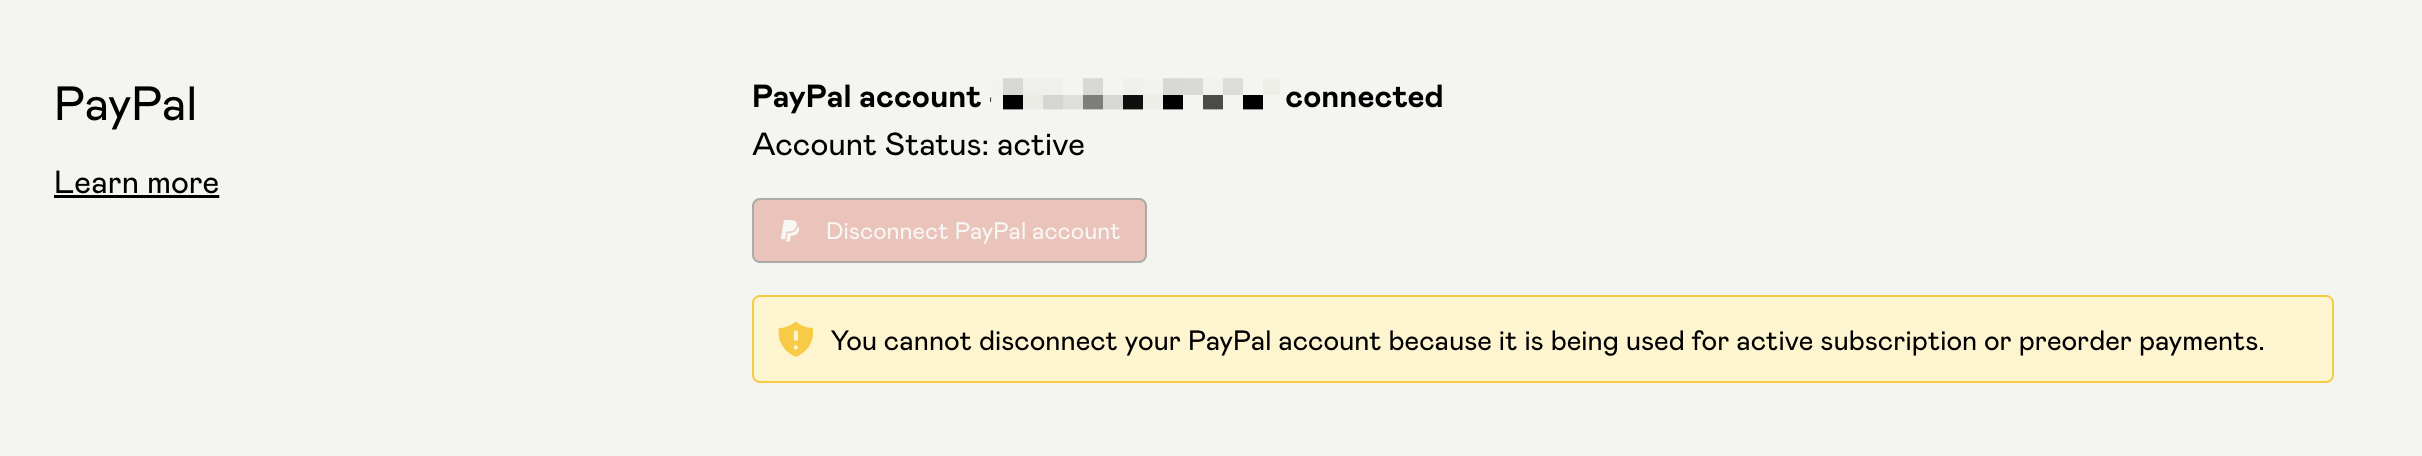 PayPal
Learn more
PayPal account connected
Account Status: active
Disconnect PayPal account
You cannot disconnect your PayPal account because it is being used for active subscription or preorder payments.